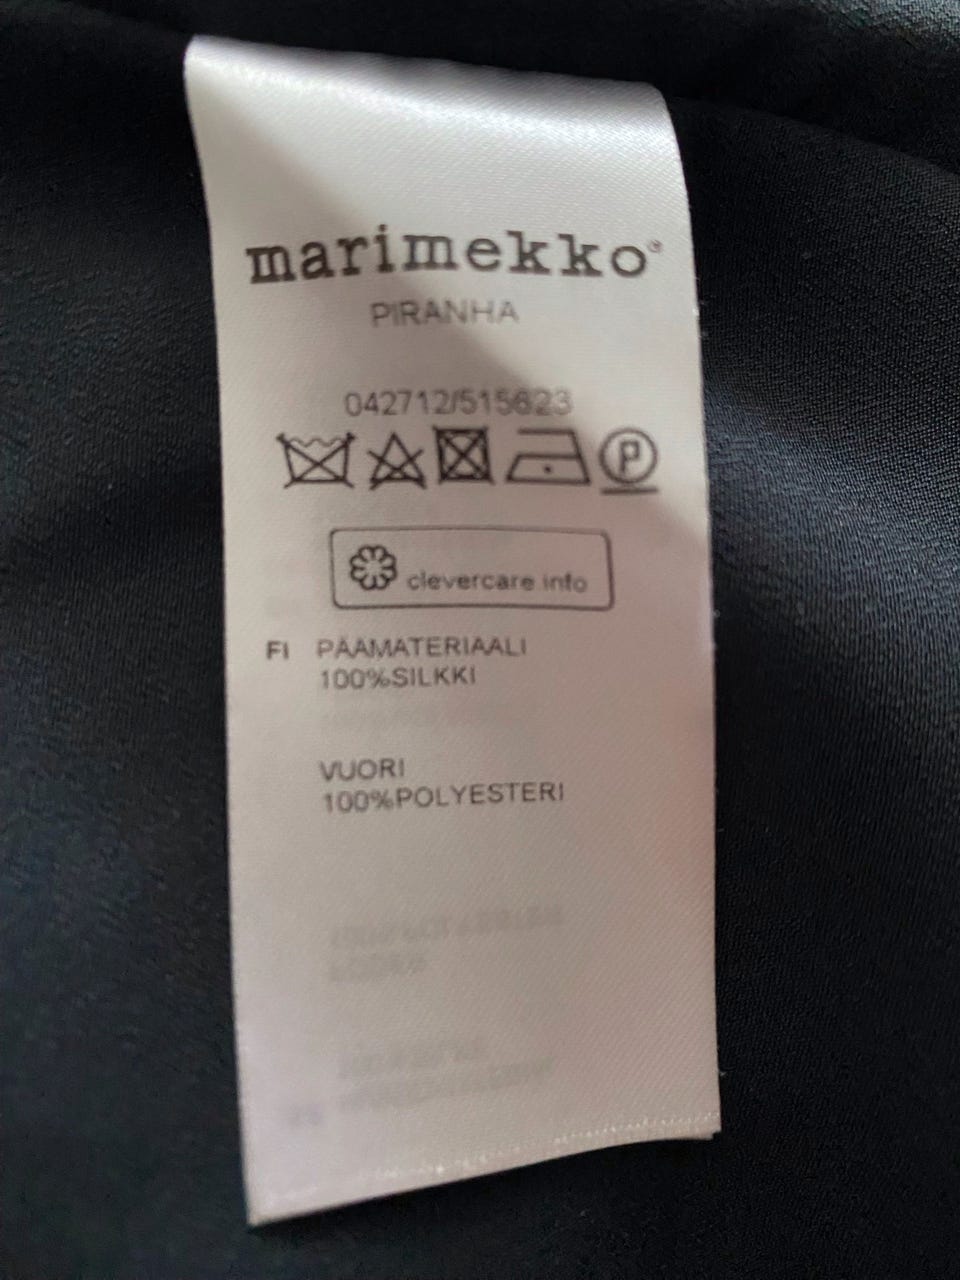 marimekko®
PIRANHA
042712/515623
P
clevercare.info
FI PÄÄMATERIAALI
100%SILKKI
VUORI
100%POLYESTERI